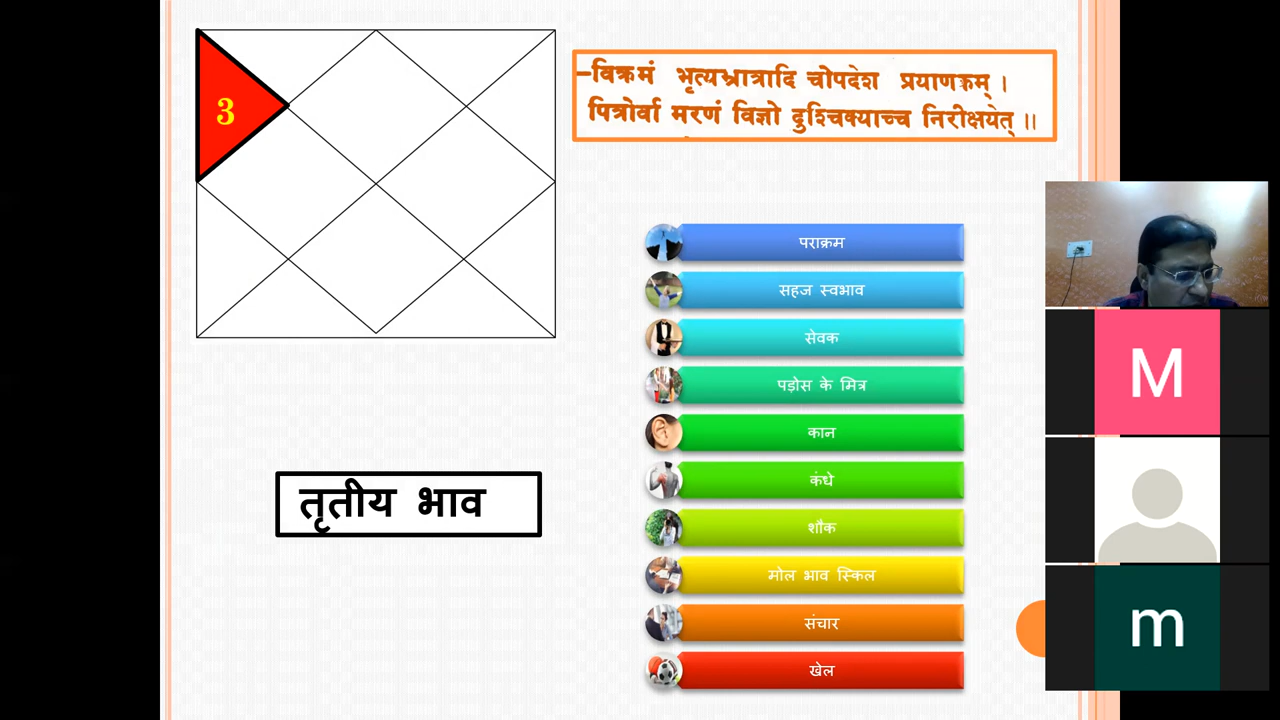 3
–विक्रमं भृत्यभ्रात्रादि चोपदेश प्रयाणकम् ।
पित्रोर्वा मरणं विज्ञो दुश्चिक्याच्च निरीक्षयेत् ॥
पराक्रम
सहज स्वभाव
सेवक
पड़ोस के मित्र
कान
कंधे
शौक
मोल भाव स्किल
संचार
खेल
तृतीय भाव
M
m